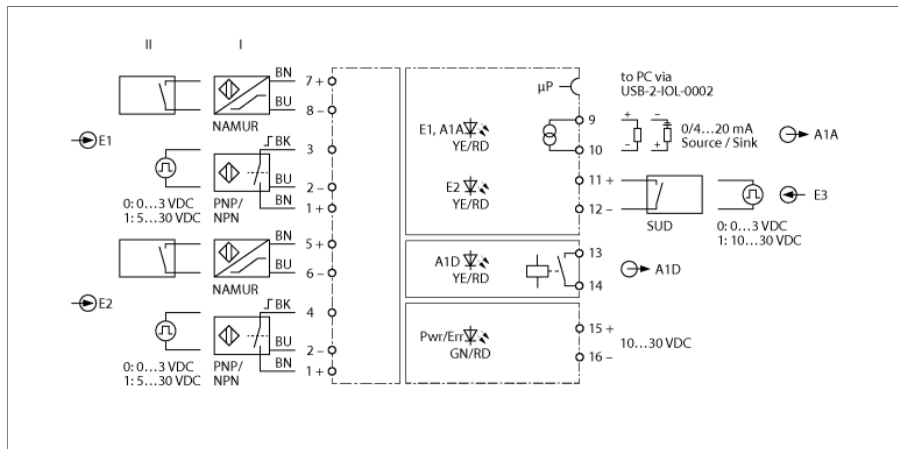 II I
BN 7 +
BU 8 –
NAMUR
E1
BK 3
BU 2 –
BN 1 +
0: 0…3 VDC
1: 5…30 VDC
PNP/
NPN
BN 5 +
BU 6 –
NAMUR
E2
BK 4
BU 2 –
BN 1 +
0: 0…3 VDC
1: 5…30 VDC
PNP/
NPN
µP
to PC via
USB-2-IOL-0002
E1, A1A
YE/RD
9
10
+ –
– +
0/4…20 mA
Source / Sink
A1A
E2
YE/RD
11 +
12 –
SUD
E3
0: 0…3 VDC
1: 10…30 VDC
A1D
YE/RD
13
14
A1D
Pwr/Err
GN/RD
15 +
16 –
10…30 VDC